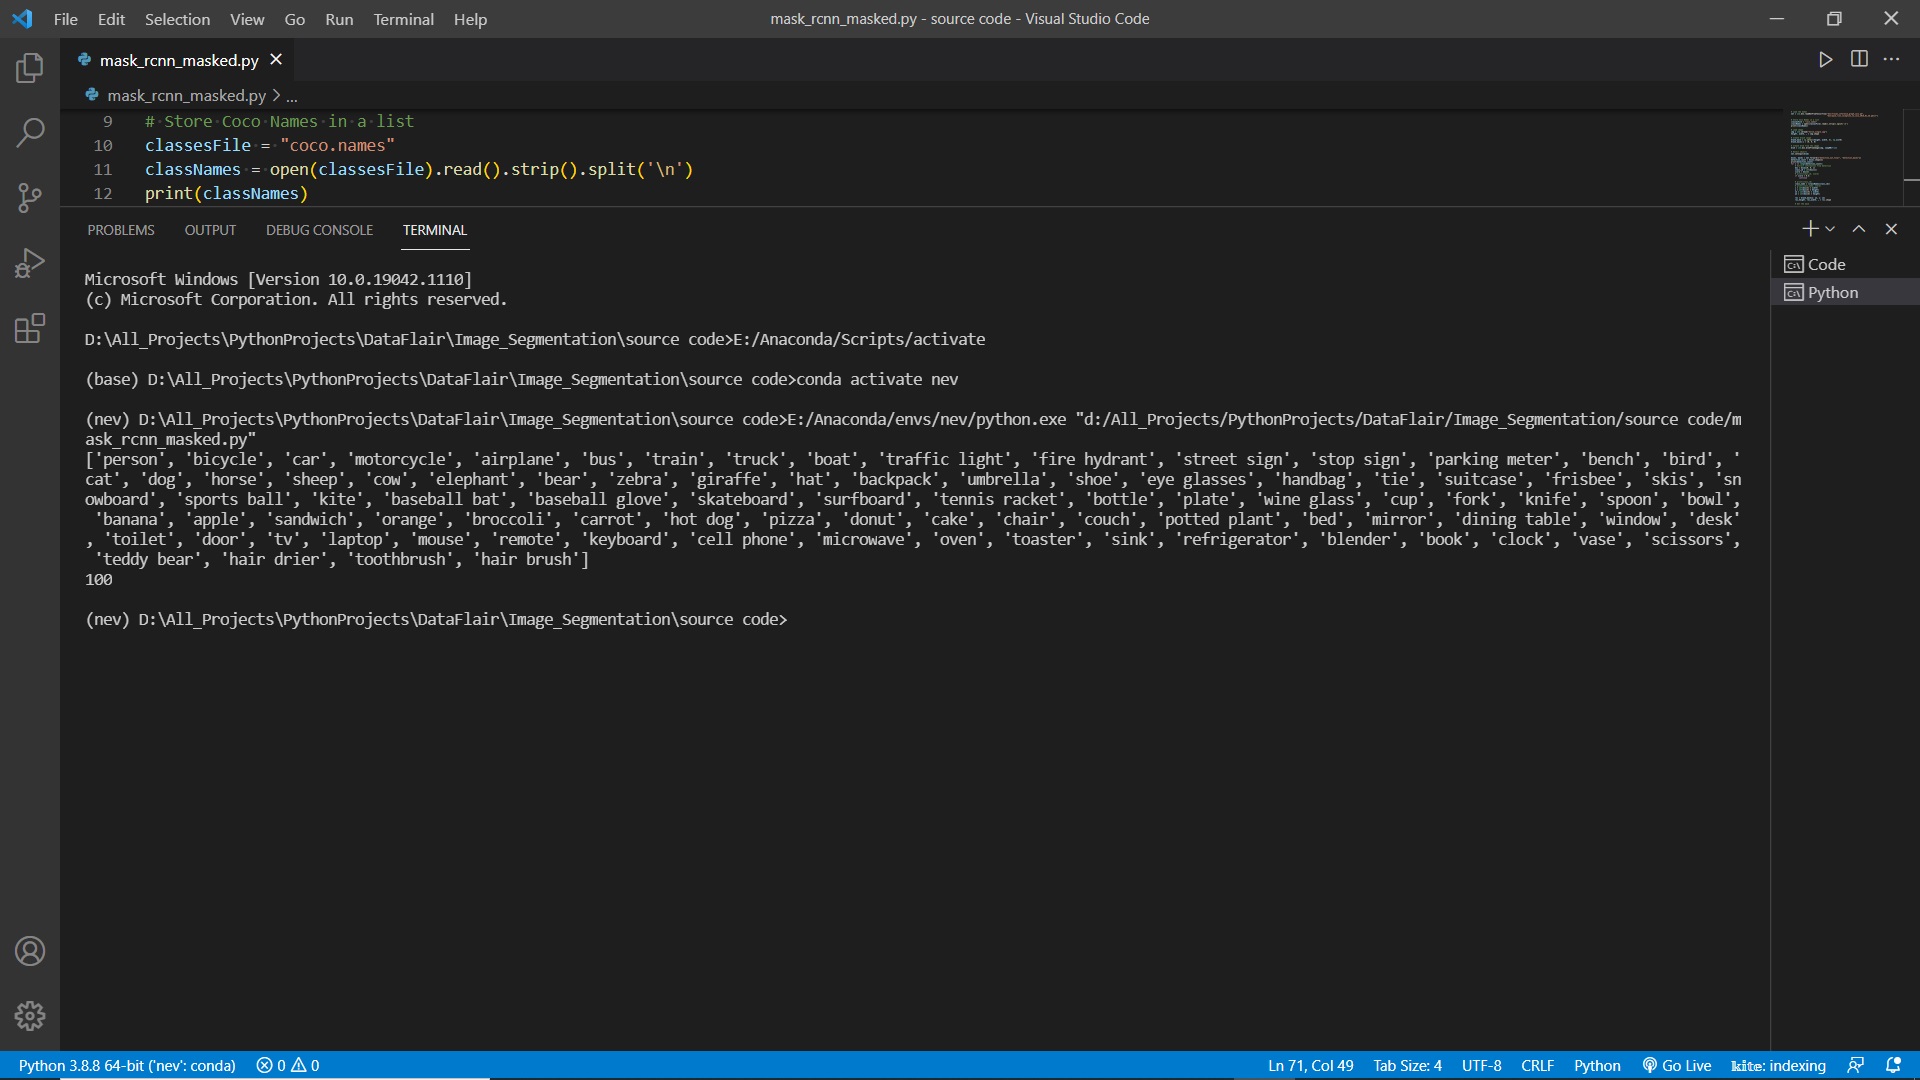 File Edit Selection View Go Run Terminal Help
mask_rcnn_masked.py - source code - Visual Studio Code
mask_rcnn_masked.py
mask_rcnn_masked.py > ...
9 # Store Coco Names in a list
10 classesFile = "coco.names"
11 classNames = open(classesFile).read().strip().split('\n')
12 print(classNames)
PROBLEMS OUTPUT DEBUG CONSOLE TERMINAL
Code
Python
Microsoft Windows [Version 10.0.19042.1110]
(c) Microsoft Corporation. All rights reserved.
D:\All_Projects\PythonProjects\DataFlair\Image_Segmentation\source code>E:/Anaconda/Scripts/activate
(base) D:\All_Projects\PythonProjects\DataFlair\Image_Segmentation\source code>conda activate nev
(nev) D:\All_Projects\PythonProjects\DataFlair\Image_Segmentation\source code>E:/Anaconda/envs/nev/python.exe "d:/All_Projects/PythonProjects/DataFlair/Image_Segmentation/source code/m
ask_rcnn_masked.py"
['person', 'bicycle', 'car', 'motorcycle', 'airplane', 'bus', 'train', 'truck', 'boat', 'traffic light', 'fire hydrant', 'street sign', 'stop sign', 'parking meter', 'bench', 'bird', '
cat', 'dog', 'horse', 'sheep', 'cow', 'elephant', 'bear', 'zebra', 'giraffe', 'hat', 'backpack', 'umbrella', 'shoe', 'eye glasses', 'handbag', 'tie', 'suitcase', 'frisbee', 'skis', 'sn
owboard', 'sports ball', 'kite', 'baseball bat', 'baseball glove', 'skateboard', 'surfboard', 'tennis racket', 'bottle', 'plate', 'wine glass', 'cup', 'fork', 'knife', 'spoon', 'bowl',
'banana', 'apple', 'sandwich', 'orange', 'broccoli', 'carrot', 'hot dog', 'pizza', 'donut', 'cake', 'chair', 'couch', 'potted plant', 'bed', 'mirror', 'dining table', 'window', 'desk'
, 'toilet', 'door', 'tv', 'laptop', 'mouse', 'remote', 'keyboard', 'cell phone', 'microwave', 'oven', 'toaster', 'sink', 'refrigerator', 'blender', 'book', 'clock', 'vase', 'scissors',
'teddy bear', 'hair drier', 'toothbrush', 'hair brush']
100
(nev) D:\All_Projects\PythonProjects\DataFlair\Image_Segmentation\source code>
Python 3.8.8 64-bit ('nev': conda) 0 0 Ln 71, Col 49 Tab Size: 4 UTF-8 CRLF Python Go Live kite: indexing